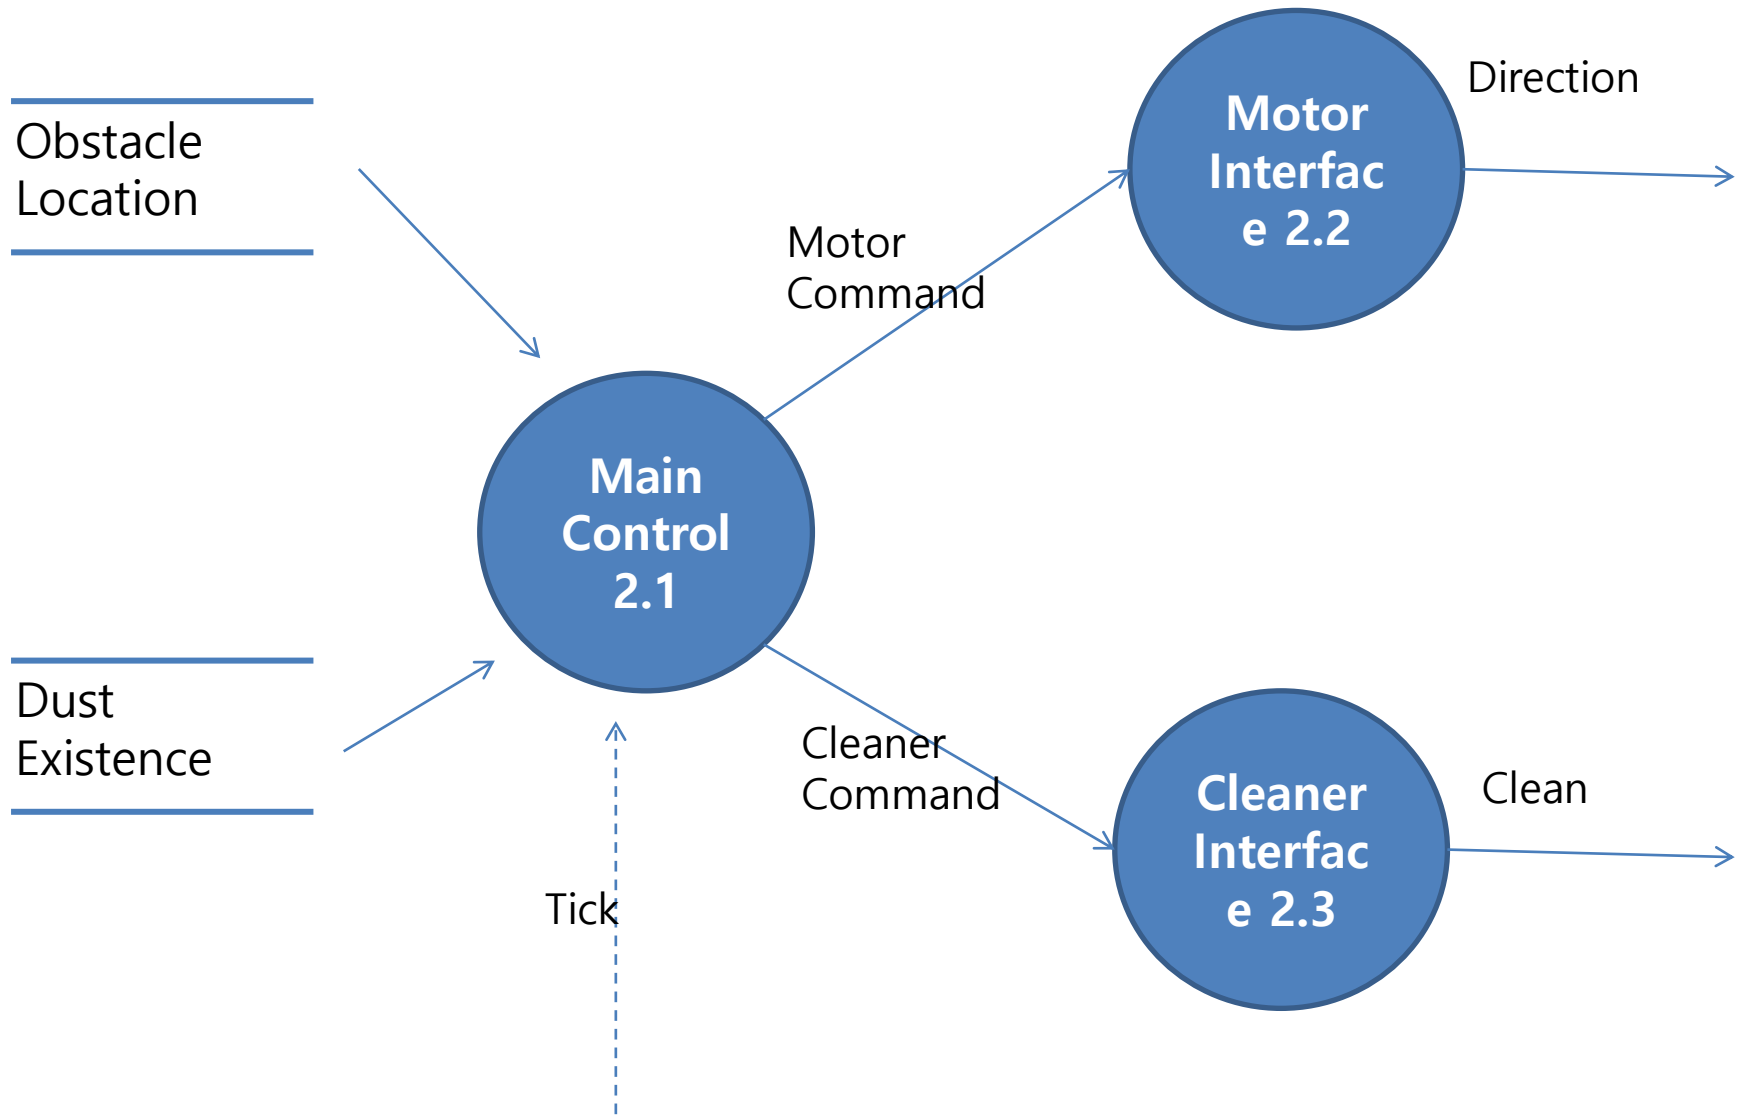 Obstacle
Location
Motor
Command
Motor
Interfac
e 2.2
Direction
Main
Control
2.1
Dust
Existence
Cleaner
Command
Cleaner
Interfac
e 2.3
Clean
Tick